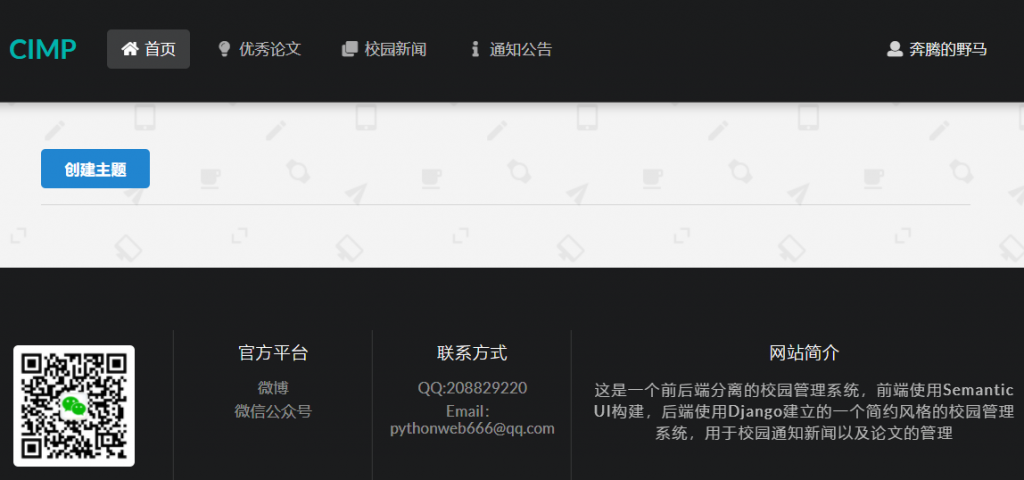 CIMP
首页
优秀论文
校园新闻
通知公告
奔腾的野马
创建主题
官方平台
微博
微信公众号
联系方式
QQ:208829220
Email:
pythonweb666@qq.com
网站简介
这是一个前后端分离的校园管理系统，前端使用Semantic
UI构建，后端使用Django建立的一个简约风格的校园管理
系统，用于校园通知新闻以及论文的管理